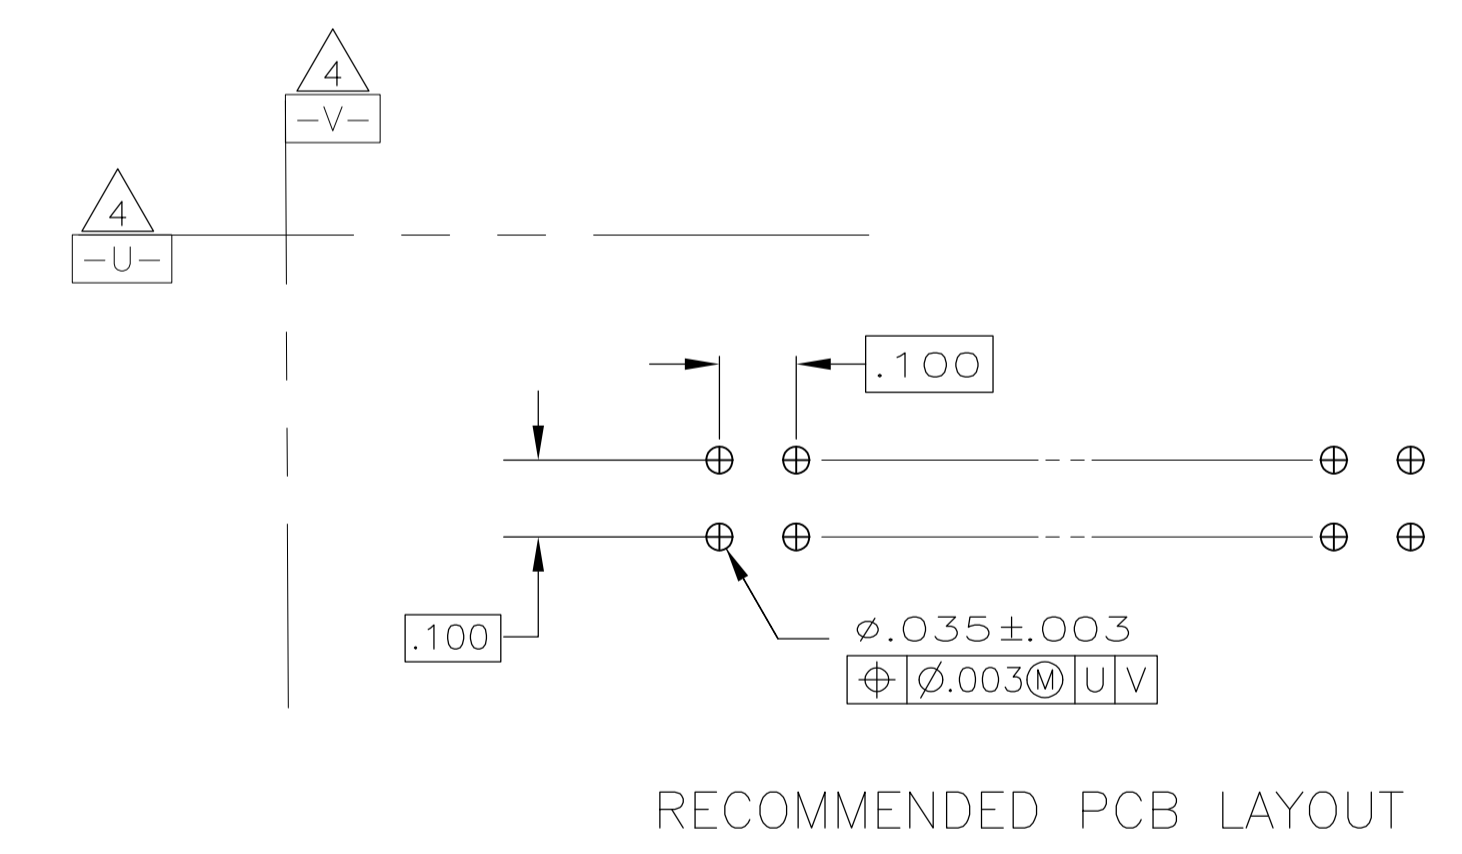 4
-V-
4
-U-
.100
.100
⌀.035±.003
⌖ ⌀.003Ⓜ U V
RECOMMENDED PCB LAYOUT